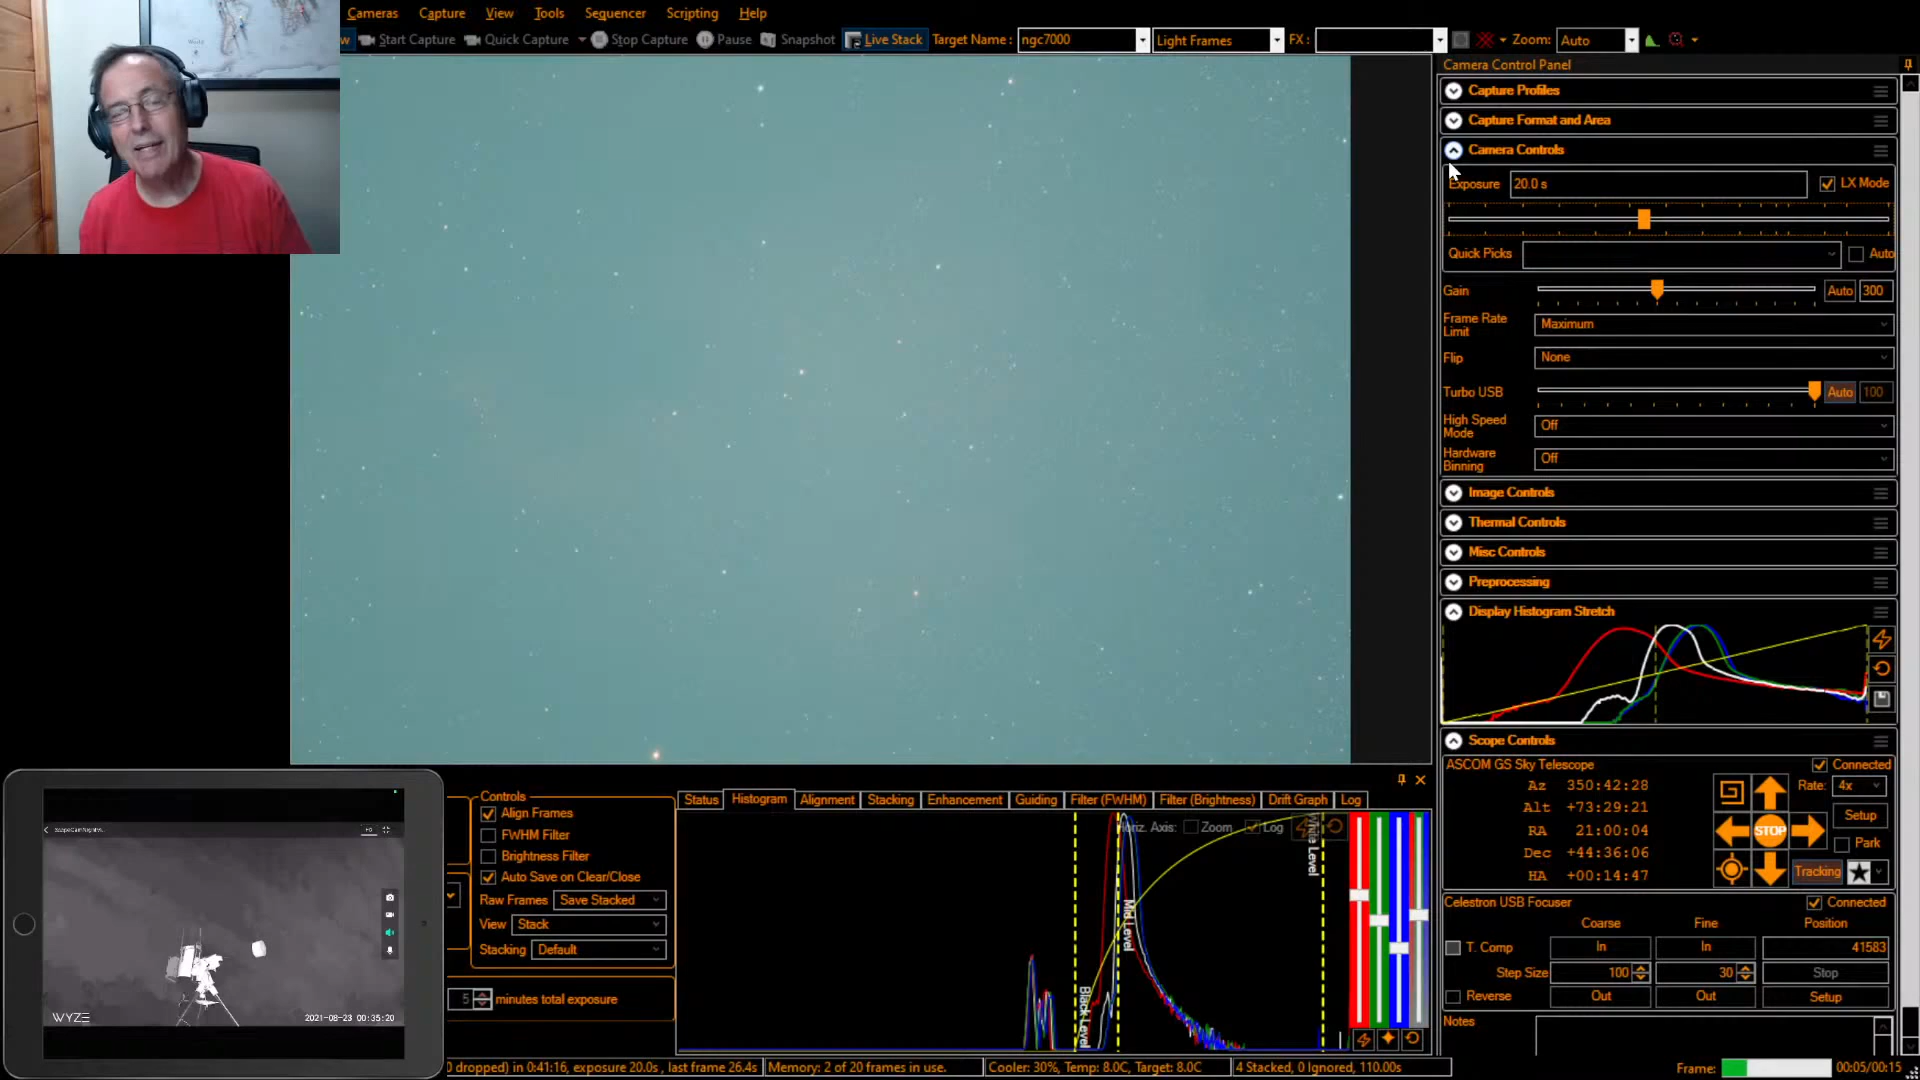 Cameras Capture View Tools Sequencer Scripting Help
Start Capture Quick Capture Stop Capture Pause Snapshot Live Stack Target Name : ngc7000 Light Frames FX : Zoom: Auto
Camera Control Panel
Capture Profiles
Capture Format and Area
Camera Controls
Exposure 20.0 s LX Mode
Quick Picks Auto
Gain Auto 300
Frame Rate Limit Maximum
Flip None
Turbo USB Auto 100
High Speed Mode Off
Hardware Binning Off
Image Controls
Thermal Controls
Misc Controls
Preprocessing
Display Histogram Stretch
Scope Controls
ASCOM GS Sky Telescope Connected
Az 350:42:28 Rate: 4x
Alt +73:29:21 Setup
RA 21:00:04 STOP
Dec +44:36:06 Park
HA +00:14:47 Tracking
Celestron USB Focuser Connected
Coarse Fine Position
T. Comp In In 41583
Step Size 100 30 Stop
Reverse Out Out Setup
Notes
Controls
Align Frames
FWHM Filter
Brightness Filter
Auto Save on Clear/Close
Raw Frames Save Stacked
View Stack
Stacking Default
5 minutes total exposure
Status Histogram Alignment Stacking Enhancement Guiding Filter (FWHM) Filter (Brightness) Drift Graph Log
Horiz. Axis: Zoom Log
Black Level
Mid Level
White Level
WYZE 2021-08-23 00:35:20
dropped) in 0:41:16, exposure 20.0s , last frame 26.4s Memory: 2 of 20 frames in use. Cooler: 30%, Temp: 8.0C, Target: 8.0C 4 Stacked, 0 Ignored, 110.00s Frame: 00:05/00:15